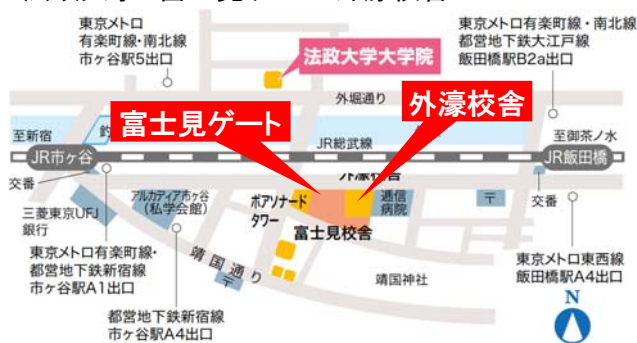 東京メトロ
有楽町線・南北線
市ヶ谷駅5出口
法政大学大学院
東京メトロ有楽町線・南北線
都営地下鉄大江戸線
飯田橋駅B2a出口
外堀通り
外濠校舎
富士見ゲート
至新宿
釣
JR総武線
至御茶ノ水
JR市ヶ谷
JR飯田橋
交番
外濠校舎
アルカディア市ヶ谷
(私学会館)
ボアソナード
タワー
逓信
病院
〒
交番
三菱東京UFJ
銀行
富士見校舎
東京メトロ有楽町線・
都営地下鉄新宿線
市ヶ谷駅A1出口
靖国通り
〒
靖国神社
東京メトロ東西線
飯田橋駅A4出口
都営地下鉄新宿線
市ヶ谷駅A4出口
N